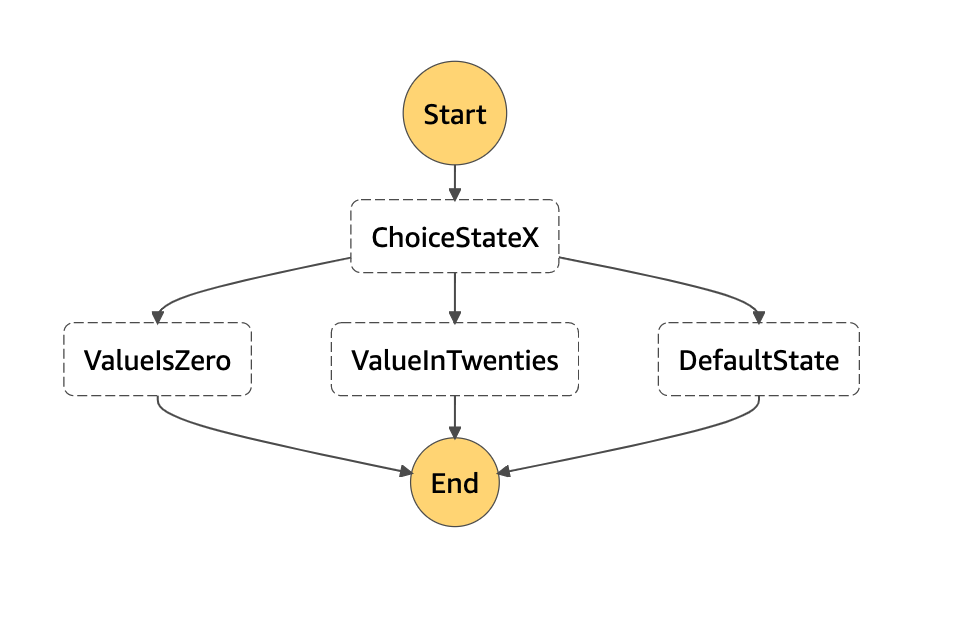 Start
ChoiceStateX
ValueIsZero
ValueInTwenties
DefaultState
End